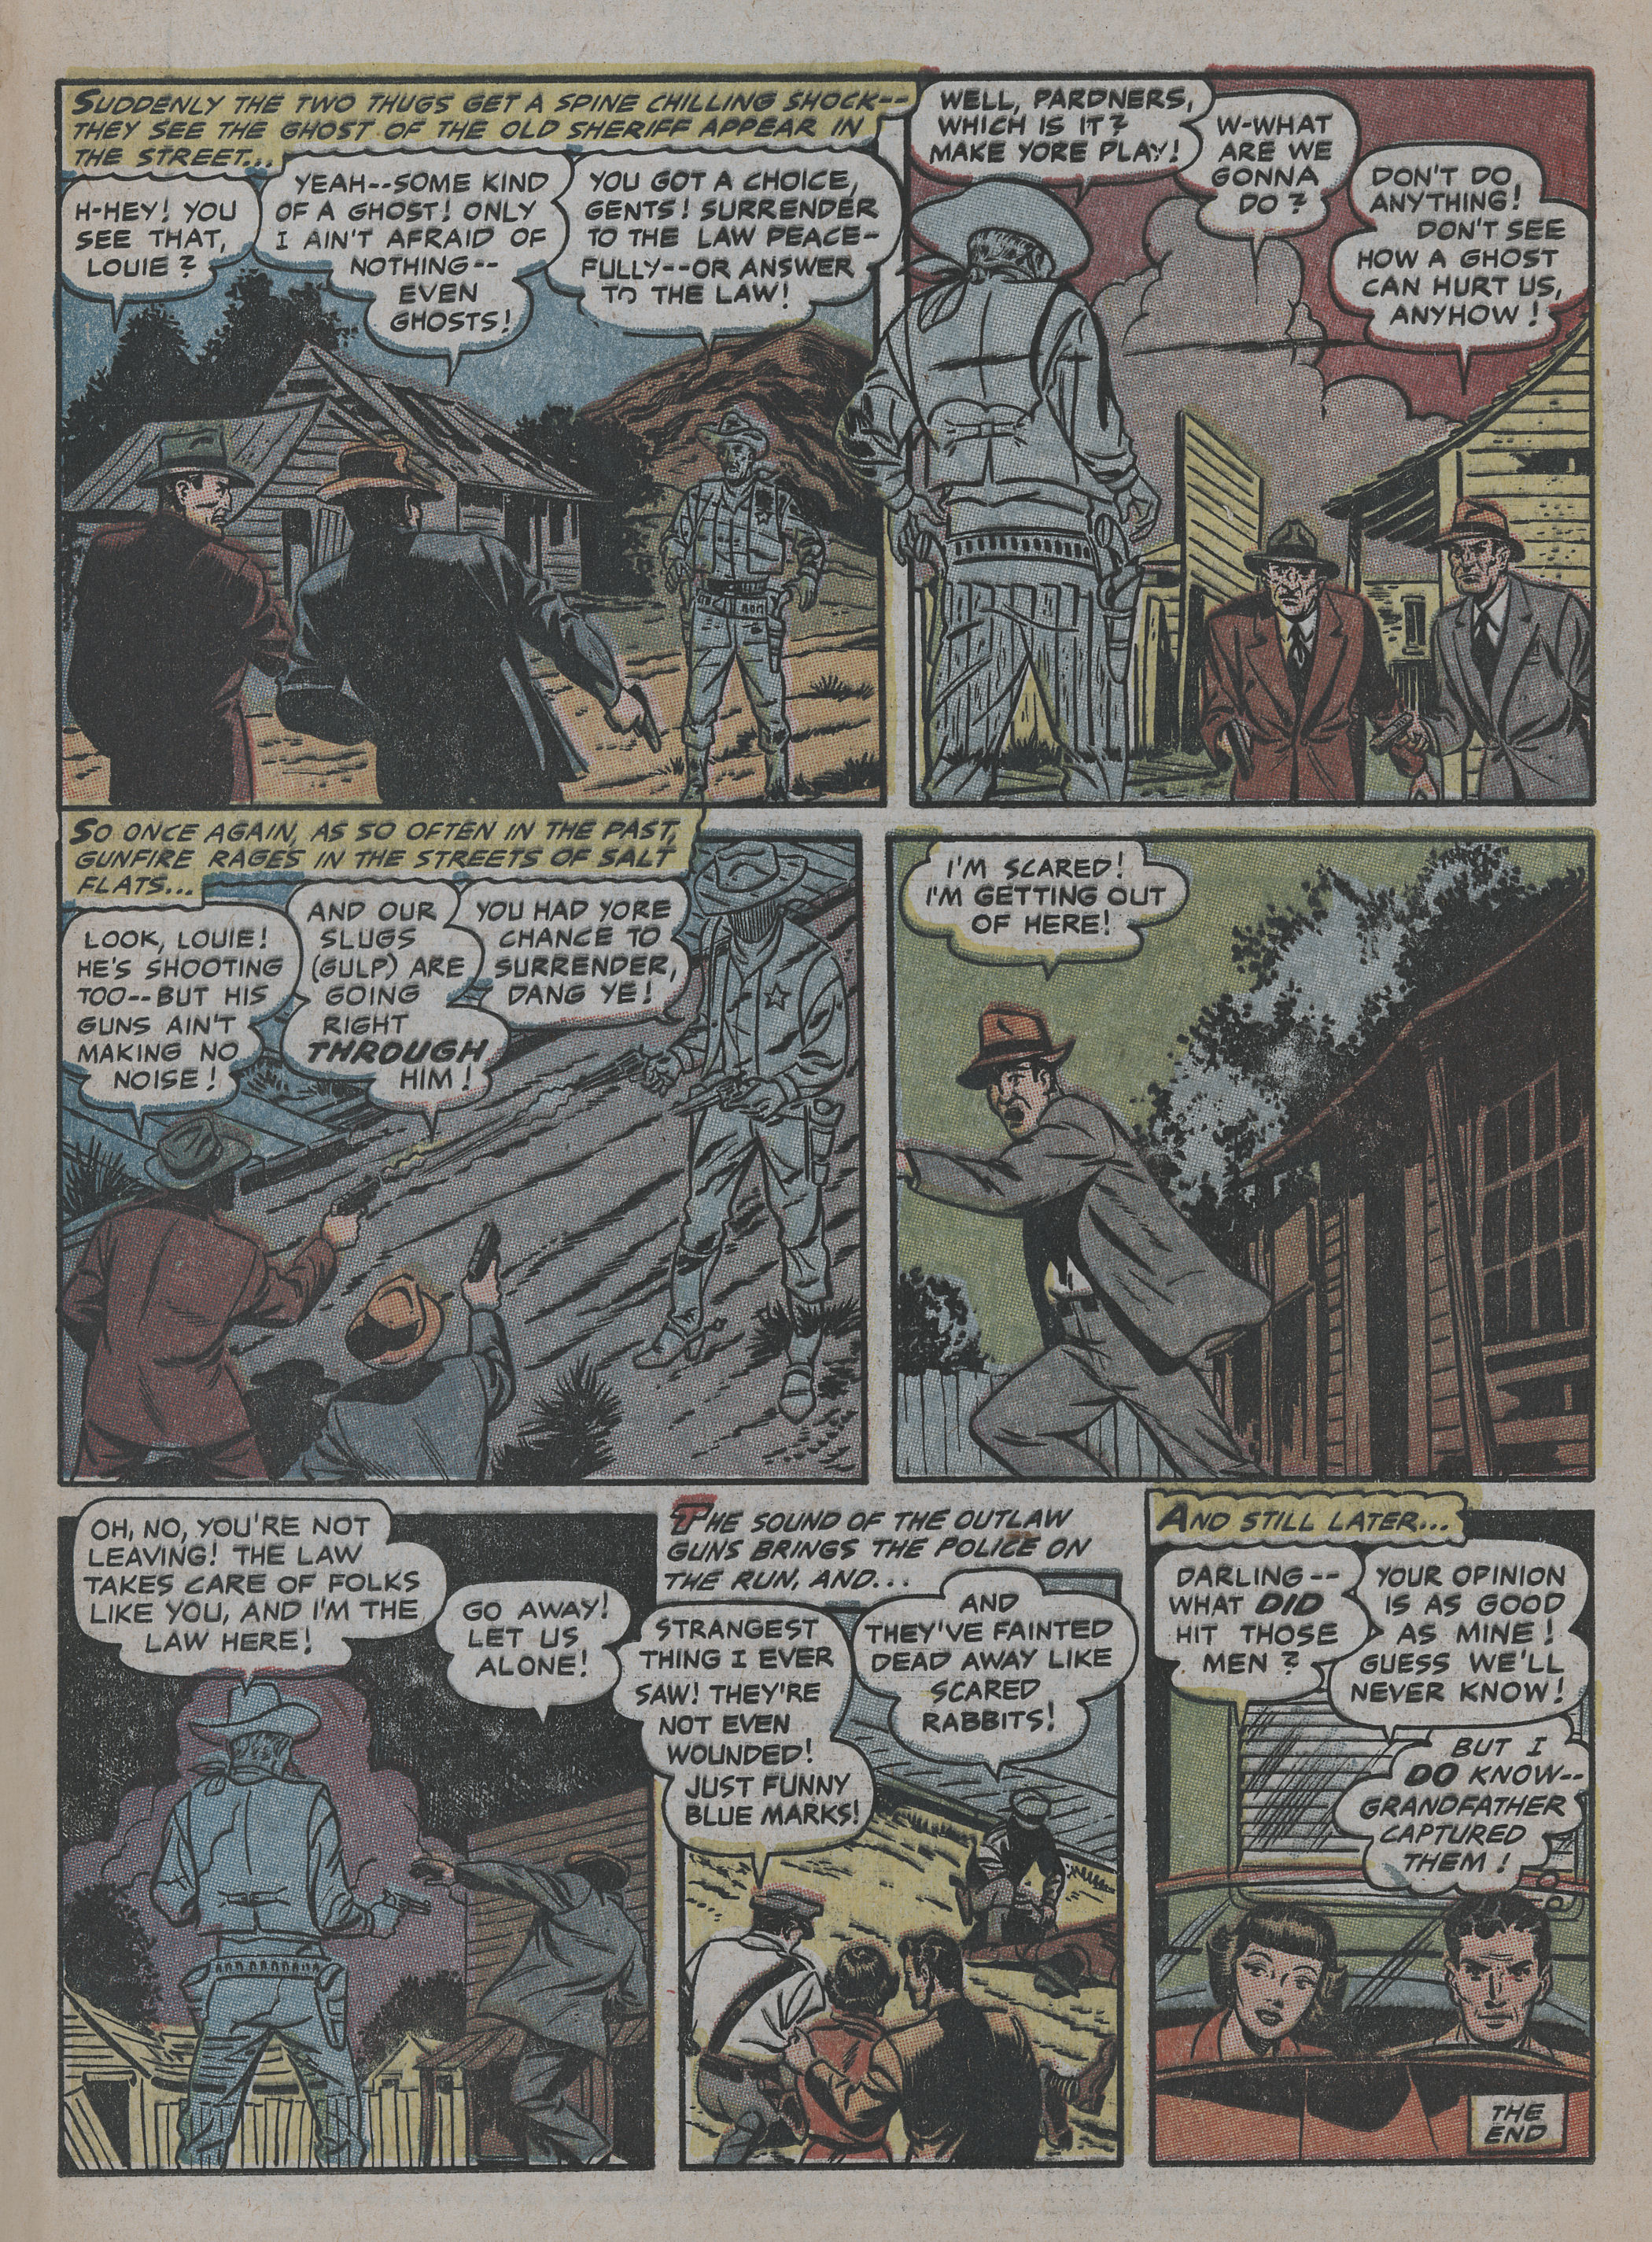 SUDDENLY THE TWO THUGS GET A SPINE CHILLING SHOCK--
THEY SEE THE GHOST OF THE OLD SHERIFF APPEAR IN
THE STREET...
H-HEY! YOU
SEE THAT,
LOUIE?
YEAH--SOME KIND
OF A GHOST! ONLY
I AIN'T AFRAID OF
NOTHING--
EVEN
GHOSTS!
YOU GOT A CHOICE,
GENTS! SURRENDER
TO THE LAW PEACE-
FULLY--OR ANSWER
TO THE LAW!
WELL, PARDNERS,
WHICH IS IT?
MAKE YORE PLAY!
W-WHAT
ARE WE
GONNA
DO?
DON'T DO
ANYTHING!
DON'T SEE
HOW A GHOST
CAN HURT US,
ANYHOW!
SO ONCE AGAIN, AS SO OFTEN IN THE PAST,
GUNFIRE RAGES IN THE STREETS OF SALT
FLATS...
LOOK, LOUIE!
HE'S SHOOTING
TOO--BUT HIS
GUNS AIN'T
MAKING NO
NOISE!
AND OUR
SLUGS
(GULP) ARE
GOING
RIGHT
THROUGH
HIM!
YOU HAD YORE
CHANCE TO
SURRENDER,
DANG YE!
I'M SCARED!
I'M GETTING OUT
OF HERE!
OH, NO, YOU'RE NOT
LEAVING! THE LAW
TAKES CARE OF FOLKS
LIKE YOU, AND I'M THE
LAW HERE!
GO AWAY!
LET US
ALONE!
THE SOUND OF THE OUTLAW
GUNS BRINGS THE POLICE ON
THE RUN, AND...
STRANGEST
THING I EVER
SAW! THEY'RE
NOT EVEN
WOUNDED!
JUST FUNNY
BLUE MARKS!
AND
THEY'VE FAINTED
DEAD AWAY LIKE
SCARED
RABBITS!
AND STILL LATER...
DARLING--
WHAT DID
HIT THOSE
MEN?
YOUR OPINION
IS AS GOOD
AS MINE!
GUESS WE'LL
NEVER KNOW!
BUT I
DO KNOW--
GRANDFATHER
CAPTURED
THEM!
THE
END